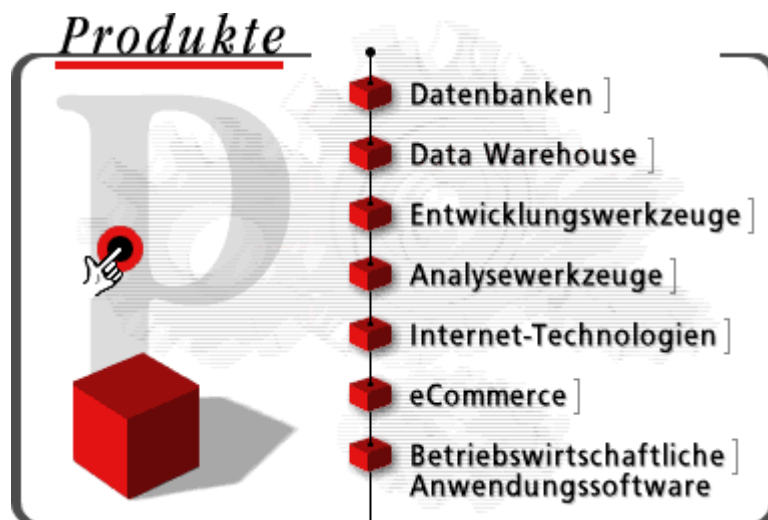 Produkte
Datenbanken ]
Data Warehouse ]
Entwicklungswerkzeuge ]
Analysewerkzeuge ]
Internet-Technologien ]
eCommerce ]
Betriebswirtschaftliche ]
Anwendungssoftware
p